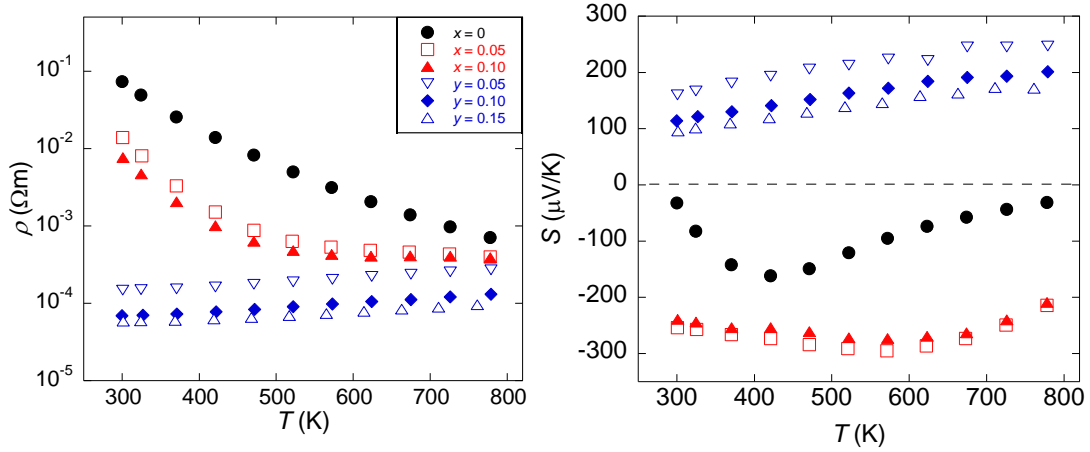 x = 0
x = 0.05
x = 0.10
y = 0.05
y = 0.10
y = 0.15
10⁻¹
10⁻²
10⁻³
10⁻⁴
10⁻⁵
ρ (Ωm)
300 400 500 600 700 800
T (K)
300
200
100
0
-100
-200
-300
S (μV/K)
300 400 500 600 700 800
T (K)